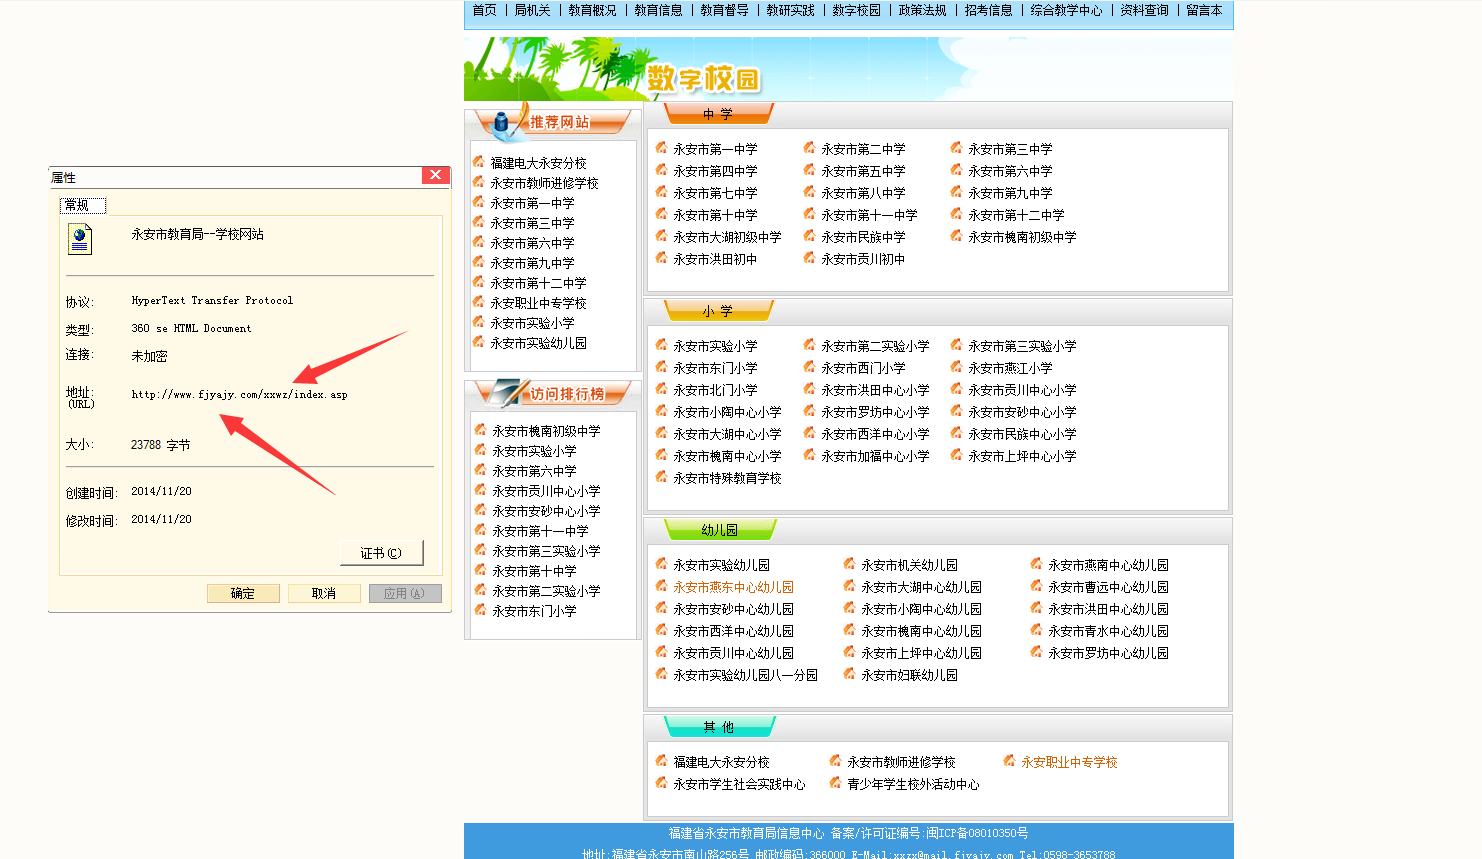 首页 | 局机关 | 教育概况 | 教育信息 | 教育督导 | 教研实践 | 数字校园 | 政策法规 | 招考信息 | 综合教学中心 | 资料查询 | 留言本
数字校园
属性
常规
永安市教育局--学校网站
协议: HyperText Transfer Protocol
类型: 360 se HTML Document
连接: 未加密
地址: (URL) http://www.fjyajy.com/xxwz/index.asp
大小: 23788 字节
创建时间: 2014/11/20
修改时间: 2014/11/20
证书(C)
确定 取消 应用(A)
推荐网站
福建电大永安分校
永安市教师进修学校
永安市第一中学
永安市第三中学
永安市第六中学
永安市第九中学
永安市第十二中学
永安职业中专学校
永安市实验小学
永安市实验幼儿园
访问排行榜
永安市槐南初级中学
永安市实验小学
永安市第六中学
永安市贡川中心小学
永安市安砂中心小学
永安市第十一中学
永安市第三实验小学
永安市第十中学
永安市第二实验小学
永安市东门小学
中 学
永安市第一中学 永安市第二中学 永安市第三中学
永安市第四中学 永安市第五中学 永安市第六中学
永安市第七中学 永安市第八中学 永安市第九中学
永安市第十中学 永安市第十一中学 永安市第十二中学
永安市大湖初级中学 永安市民族中学 永安市槐南初级中学
永安市洪田初中 永安市贡川初中
小 学
永安市实验小学 永安市第二实验小学 永安市第三实验小学
永安市东门小学 永安市西门小学 永安市燕江小学
永安市北门小学 永安市洪田中心小学 永安市贡川中心小学
永安市小陶中心小学 永安市罗坊中心小学 永安市安砂中心小学
永安市大湖中心小学 永安市西洋中心小学 永安市民族中心小学
永安市槐南中心小学 永安市加福中心小学 永安市上坪中心小学
永安市特殊教育学校
幼儿园
永安市实验幼儿园 永安市机关幼儿园 永安市燕南中心幼儿园
永安市燕东中心幼儿园 永安市大湖中心幼儿园 永安市曹远中心幼儿园
永安市安砂中心幼儿园 永安市小陶中心幼儿园 永安市洪田中心幼儿园
永安市西洋中心幼儿园 永安市槐南中心幼儿园 永安市青水中心幼儿园
永安市贡川中心幼儿园 永安市上坪中心幼儿园 永安市罗坊中心幼儿园
永安市实验幼儿园八一分园 永安市妇联幼儿园
其 他
福建电大永安分校 永安市教师进修学校 永安职业中专学校
永安市学生社会实践中心 青少年学生校外活动中心
福建省永安市教育局信息中心 备案/许可证编号:闽ICP备08010350号
地址:福建省永安市南山路256号 邮政编码:366000 E-Mail:xxzx@mail.fjyajy.com Tel:0598-3653788